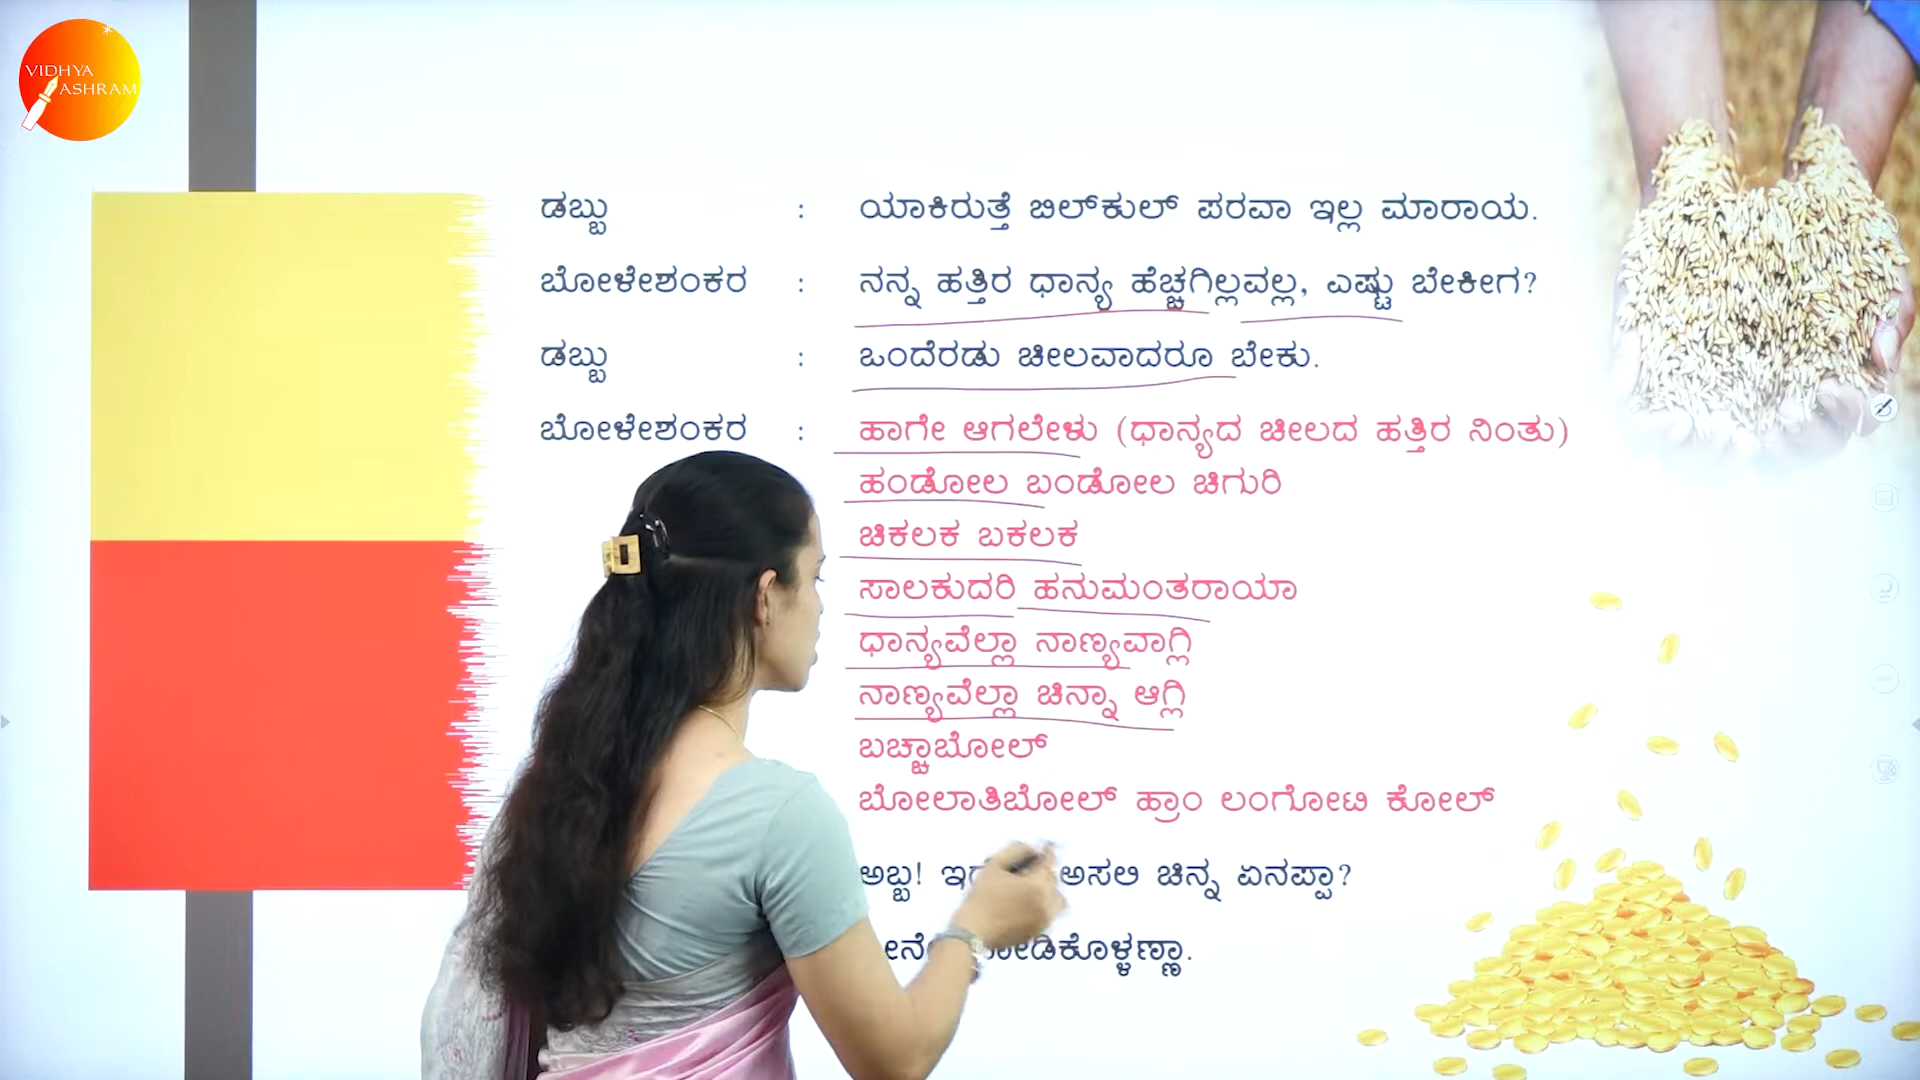 VIDHYA
ASHRAM
ಡಬ್ಬು : ಯಾಕಿರುತ್ತೆ ಬಿಲ್‌ಕುಲ್ ಪರವಾ ಇಲ್ಲ ಮಾರಾಯ.
ಬೋಳೇಶಂಕರ : ನನ್ನ ಹತ್ತಿರ ಧಾನ್ಯ ಹೆಚ್ಚಗಿಲ್ಲವಲ್ಲ, ಎಷ್ಟು ಬೇಕೀಗ?
ಡಬ್ಬು : ಒಂದೆರಡು ಚೀಲವಾದರೂ ಬೇಕು.
ಬೋಳೇಶಂಕರ : ಹಾಗೇ ಆಗಲೇಳು (ಧಾನ್ಯದ ಚೀಲದ ಹತ್ತಿರ ನಿಂತು)
ಹಂಡೋಲ ಬಂಡೋಲ ಚಿಗುರಿ
ಚಿಕಲಕ ಬಕಲಕ
ಸಾಲಕುದರಿ ಹನುಮಂತರಾಯಾ
ಧಾನ್ಯವೆಲ್ಲಾ ನಾಣ್ಯವಾಗ್ಲಿ
ನಾಣ್ಯವೆಲ್ಲಾ ಚಿನ್ನಾ ಆಗ್ಲಿ
ಬಚ್ಚಾಬೋಲ್
ಬೋಲಾತಿಬೋಲ್ ಹ್ರಾಂ ಲಂಗೋಟಿ ಕೋಲ್
ಅಬ್ಬ! ಅಸಲಿ ಚಿನ್ನ ಏನಪ್ಪಾ?